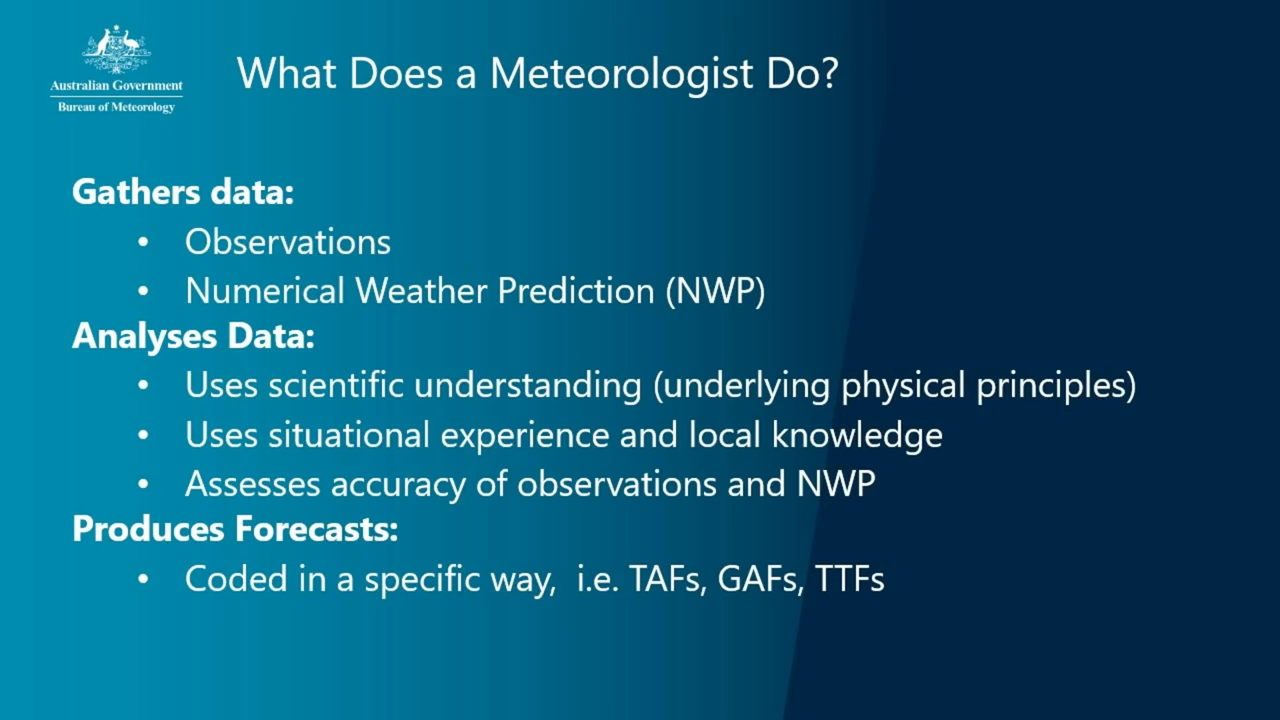 Australian Government
Bureau of Meteorology
What Does a Meteorologist Do?
Gathers data:
• Observations
• Numerical Weather Prediction (NWP)
Analyses Data:
• Uses scientific understanding (underlying physical principles)
• Uses situational experience and local knowledge
• Assesses accuracy of observations and NWP
Produces Forecasts:
• Coded in a specific way,  i.e. TAFs, GAFs, TTFs